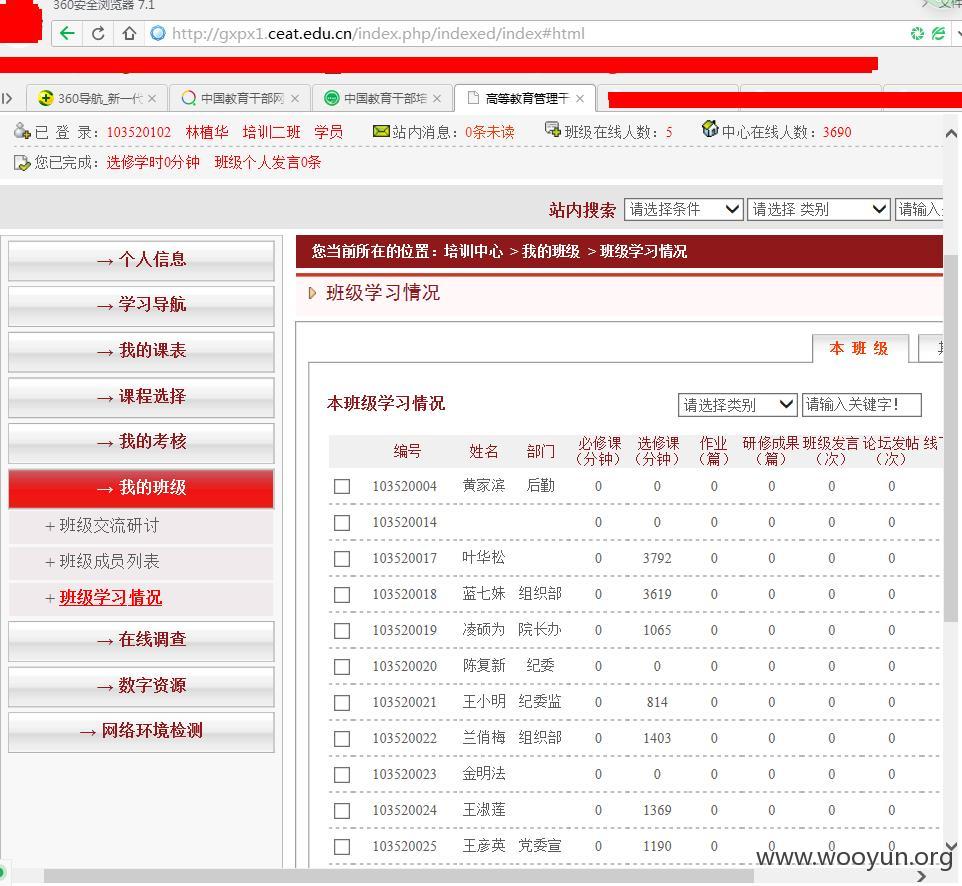 360安全浏览器 7.1
文件
http://gxpx1.ceat.edu.cn/index.php/indexed/index#html
360导航_新一代 × 中国教育干部网 × 中国教育干部培 × 高等教育管理干 ×
已 登 录：103520102 林植华 培训二班 学员 站内消息：0条未读 班级在线人数：5 中心在线人数：3690
您已完成：选修学时0分钟 班级个人发言0条
站内搜索 请选择条件 请选择 类别 请输入
→ 个人信息
→ 学习导航
→ 我的课表
→ 课程选择
→ 我的考核
→ 我的班级
+ 班级交流研讨
+ 班级成员列表
+ 班级学习情况
→ 在线调查
→ 数字资源
→ 网络环境检测
您当前所在的位置：培训中心 > 我的班级 > 班级学习情况
班级学习情况
本 班 级
本班级学习情况 请选择类别 请输入关键字！
编号 姓名 部门 必修课（分钟） 选修课（分钟） 作业（篇） 研修成果（篇） 班级发言（次） 论坛发帖（次） 线下
103520004 黄家滨 后勤 0 0 0 0 0 0
103520014 0 0 0 0 0 0
103520017 叶华松 0 3792 0 0 0 0
103520018 蓝七妹 组织部 0 3619 0 0 0 0
103520019 凌硕为 院长办 0 1065 0 0 0 0
103520020 陈复新 纪委 0 0 0 0 0 0
103520021 王小明 纪委监 0 814 0 0 0 0
103520022 兰俏梅 组织部 0 1403 0 0 0 0
103520023 金明法 0 0 0 0 0 0
103520024 王淑莲 0 1369 0 0 0 0
103520025 王彦英 党委宣 0 1190 0 0 0 0
www.wooyun.org